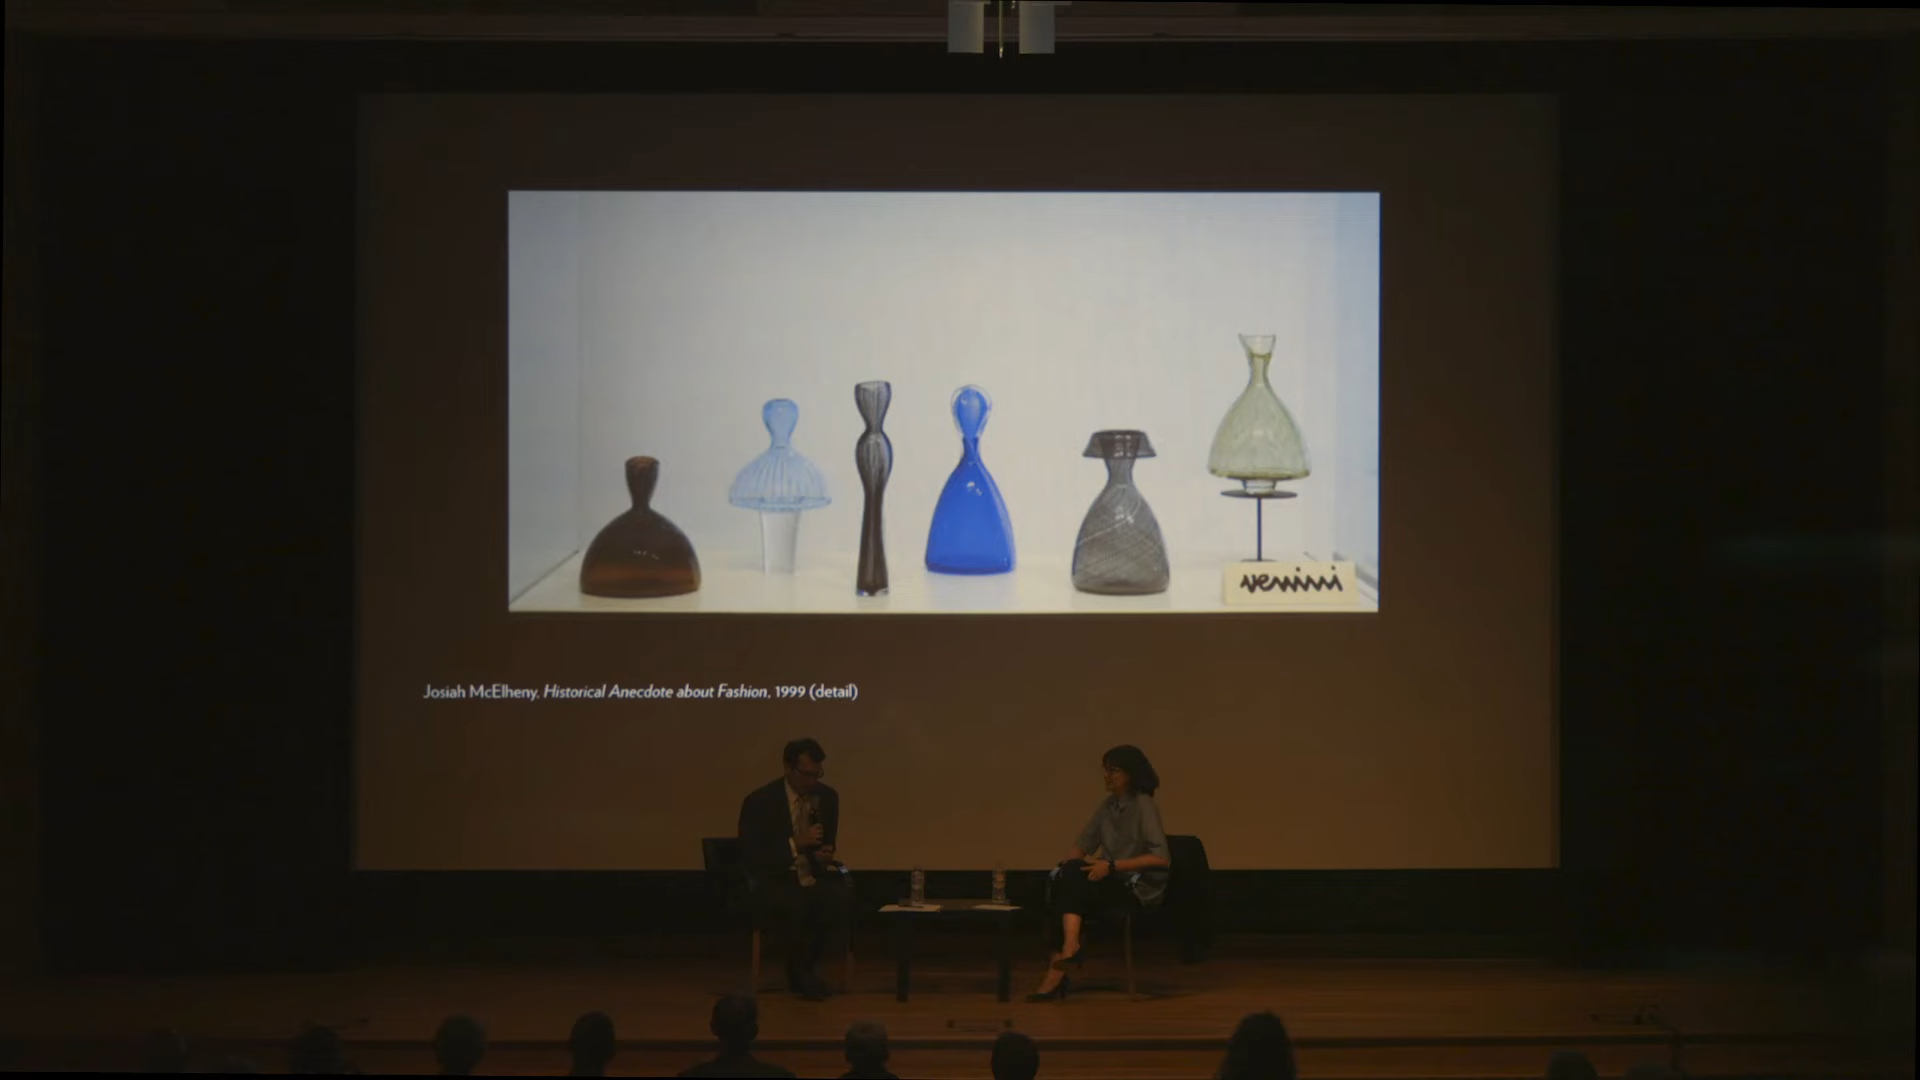 venini
Josiah McElheny, Historical Anecdote about Fashion, 1999 (detail)